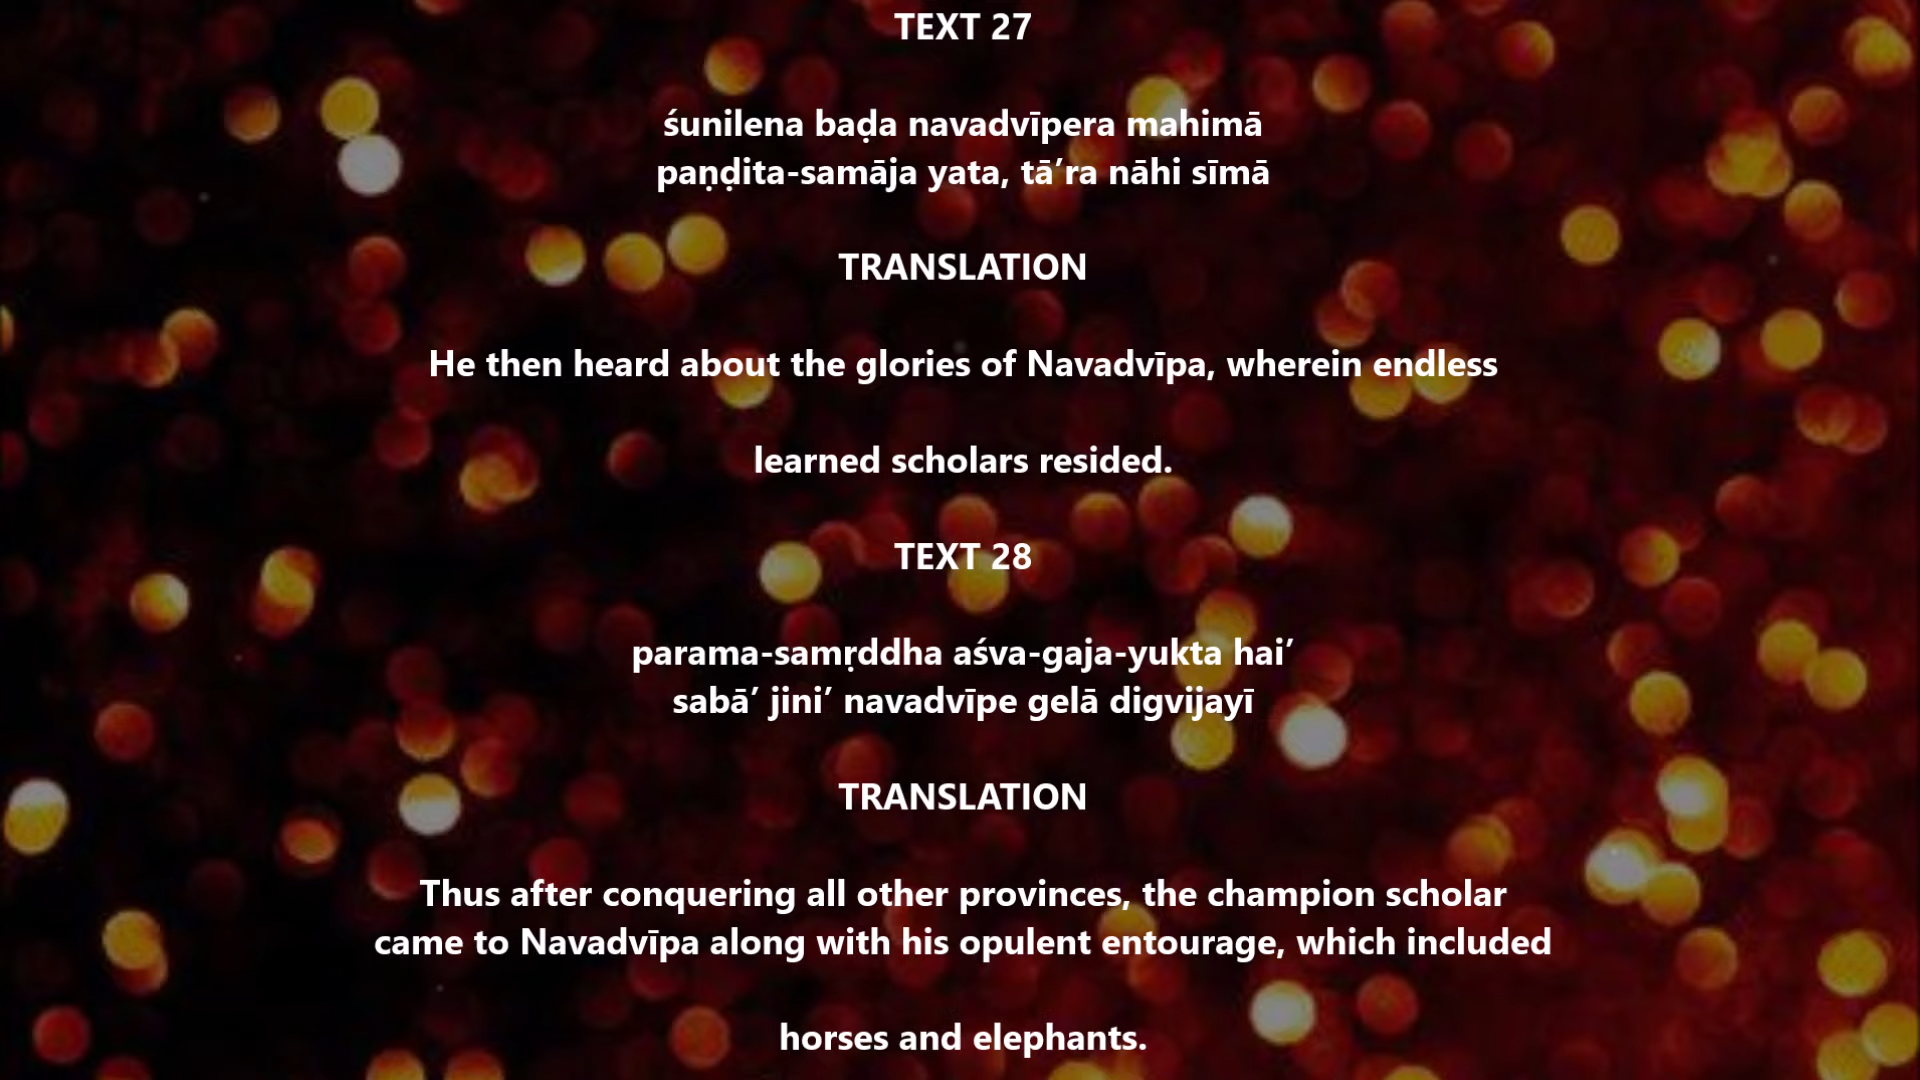 TEXT 27
śunilena baḍa navadvīpera mahimā
paṇḍita-samāja yata, tā’ra nāhi sīmā
TRANSLATION
He then heard about the glories of Navadvīpa, wherein endless
learned scholars resided.
TEXT 28
parama-samṛddha aśva-gaja-yukta hai’
sabā’ jini’ navadvīpe gelā digvijayī
TRANSLATION
Thus after conquering all other provinces, the champion scholar
came to Navadvīpa along with his opulent entourage, which included
horses and elephants.